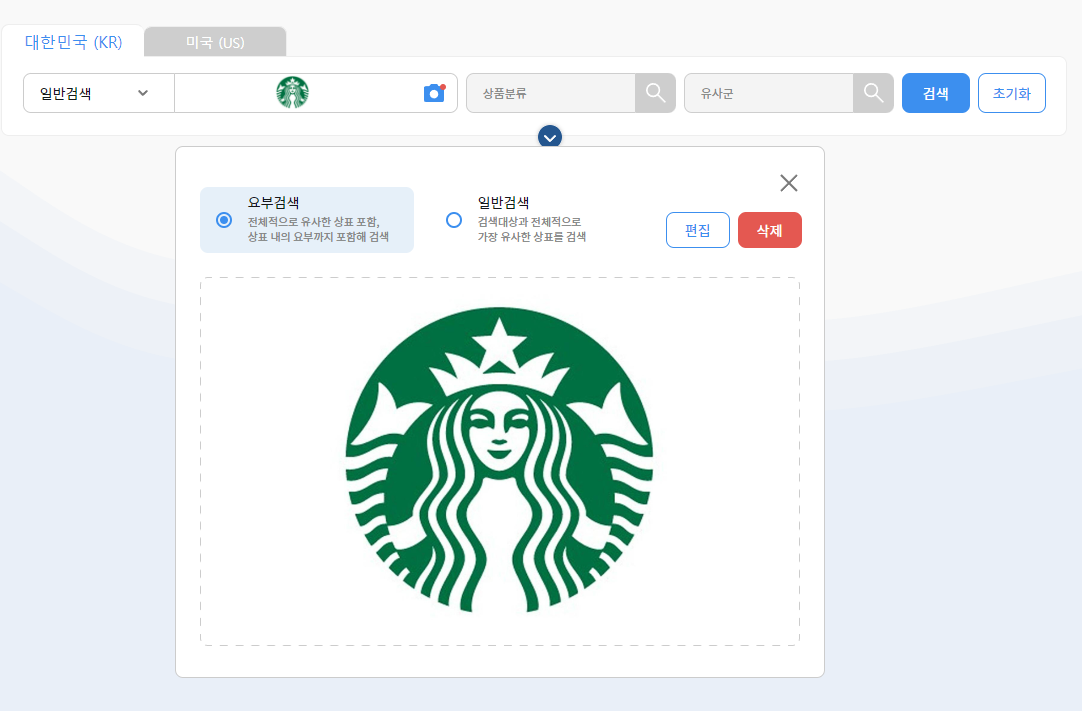 대한민국 (KR)
미국 (US)
일반검색
상품분류
유사군
검색
초기화
요부검색
전체적으로 유사한 상표 포함,
상표 내의 요부까지 포함해 검색
일반검색
검색대상과 전체적으로
가장 유사한 상표를 검색
편집
삭제